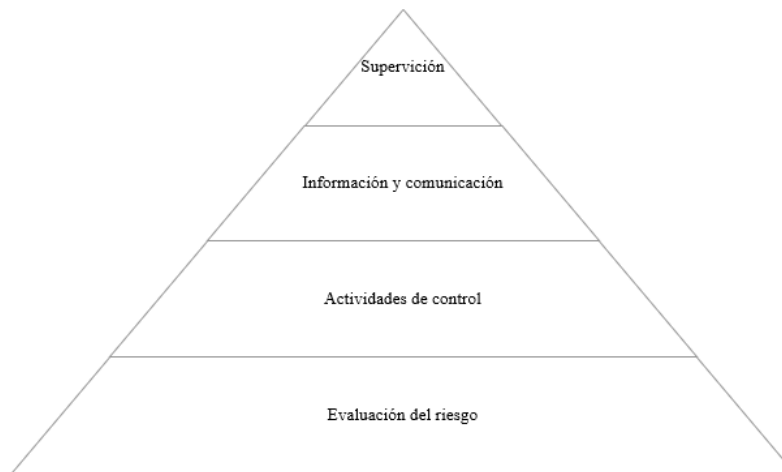 Supervición
Información y comunicación
Actividades de control
Evaluación del riesgo